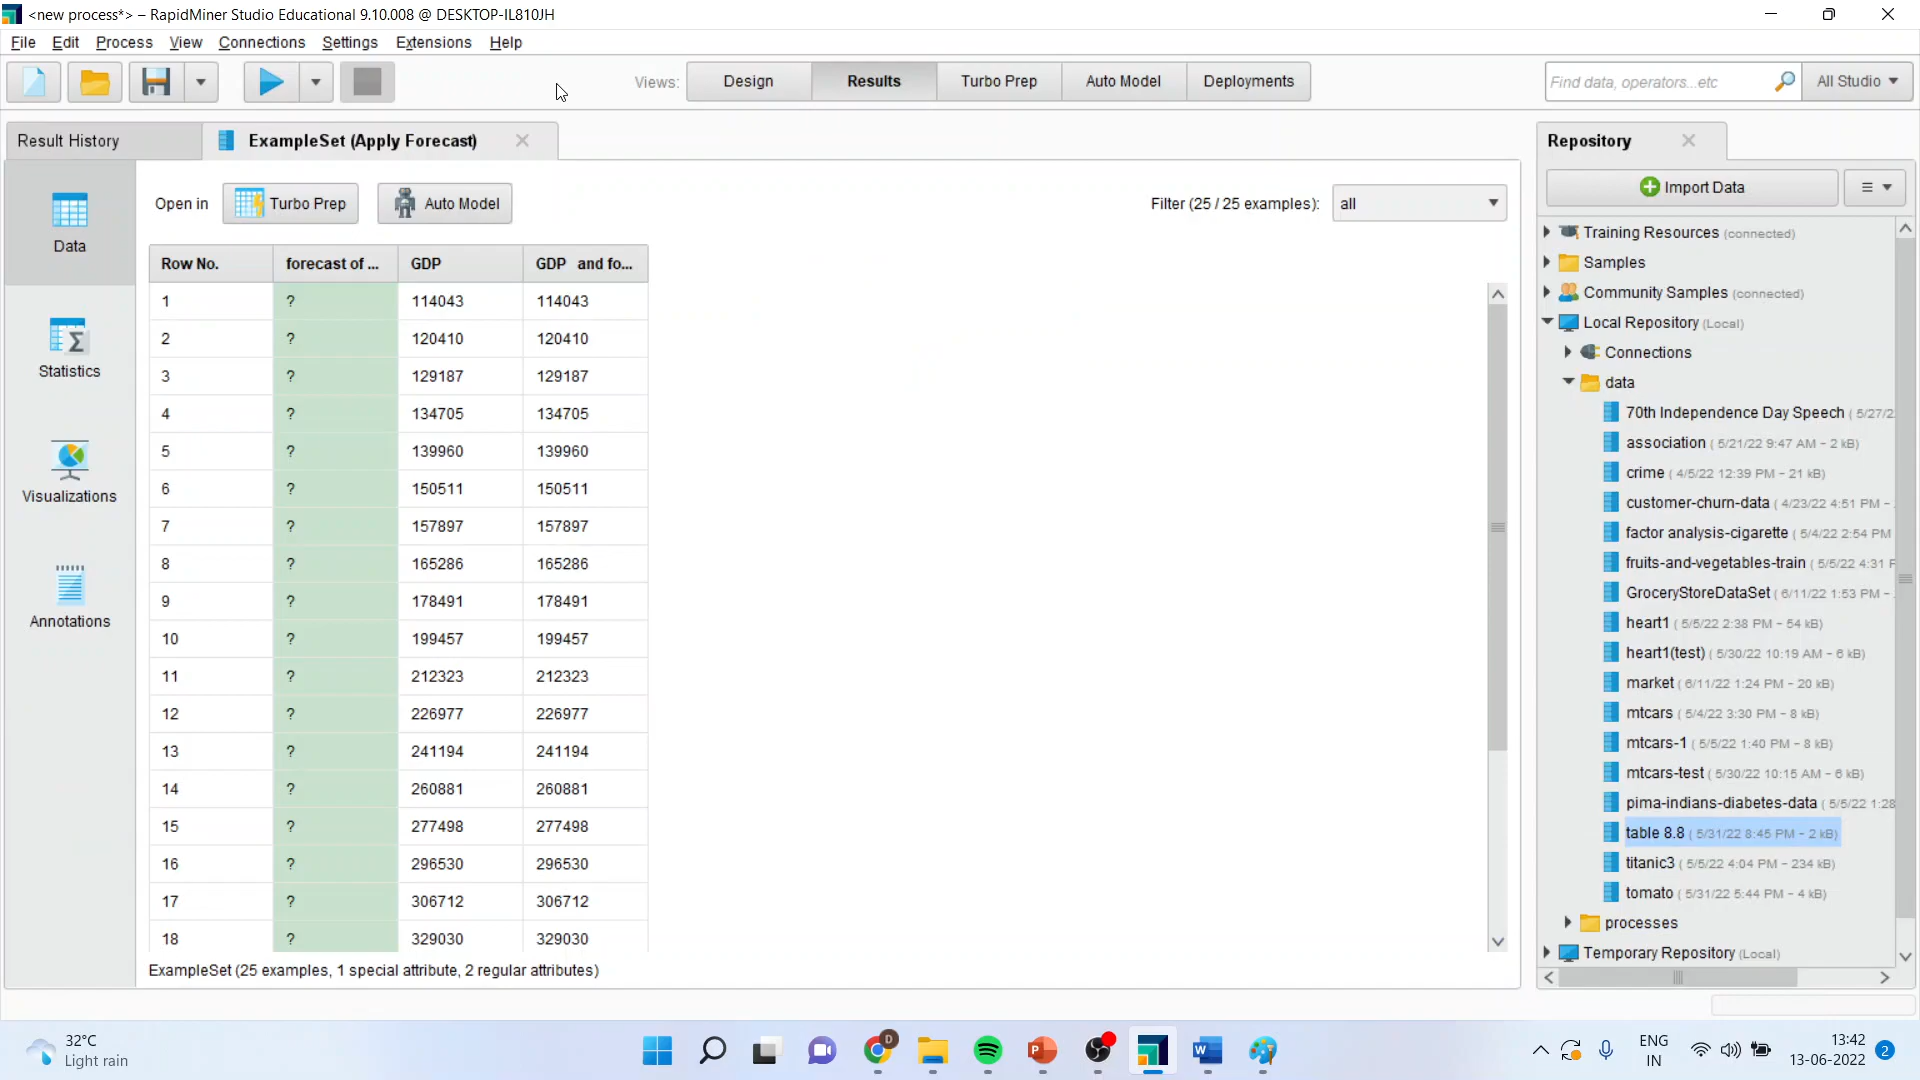 <new process*> – RapidMiner Studio Educational 9.10.008 @ DESKTOP-IL810JH
File Edit Process View Connections Settings Extensions Help
Views: Design Results Turbo Prep Auto Model Deployments
Find data, operators...etc All Studio
Result History ExampleSet (Apply Forecast)
Open in Turbo Prep Auto Model Filter (25 / 25 examples): all
Data
Statistics
Visualizations
Annotations
Row No. forecast of ... GDP GDP and fo...
1 ? 114043 114043
2 ? 120410 120410
3 ? 129187 129187
4 ? 134705 134705
5 ? 139960 139960
6 ? 150511 150511
7 ? 157897 157897
8 ? 165286 165286
9 ? 178491 178491
10 ? 199457 199457
11 ? 212323 212323
12 ? 226977 226977
13 ? 241194 241194
14 ? 260881 260881
15 ? 277498 277498
16 ? 296530 296530
17 ? 306712 306712
18 ? 329030 329030
ExampleSet (25 examples, 1 special attribute, 2 regular attributes)
Repository
Import Data
Training Resources (connected)
Samples
Community Samples (connected)
Local Repository (Local)
Connections
data
70th Independence Day Speech ( 5/27/2
association ( 5/21/22 9:47 AM – 2 kB)
crime ( 4/5/22 12:39 PM – 21 kB)
customer-churn-data ( 4/23/22 4:51 PM –
factor analysis-cigarette ( 5/4/22 2:54 PM
fruits-and-vegetables-train ( 5/5/22 4:31 P
GroceryStoreDataSet ( 6/11/22 1:53 PM –
heart1 ( 5/5/22 2:38 PM – 54 kB)
heart1(test) ( 5/30/22 10:19 AM – 6 kB)
market ( 6/11/22 1:24 PM – 20 kB)
mtcars ( 5/4/22 3:30 PM – 8 kB)
mtcars-1 ( 5/5/22 1:40 PM – 8 kB)
mtcars-test ( 5/30/22 10:15 AM – 6 kB)
pima-indians-diabetes-data ( 5/5/22 1:28
table 8.8 ( 5/31/22 8:45 PM – 2 kB)
titanic3 ( 5/5/22 4:04 PM – 234 kB)
tomato ( 5/31/22 5:44 PM – 4 kB)
processes
Temporary Repository (Local)
32°C
Light rain
D
P
W
ENG
IN
13:42
13-06-2022
2